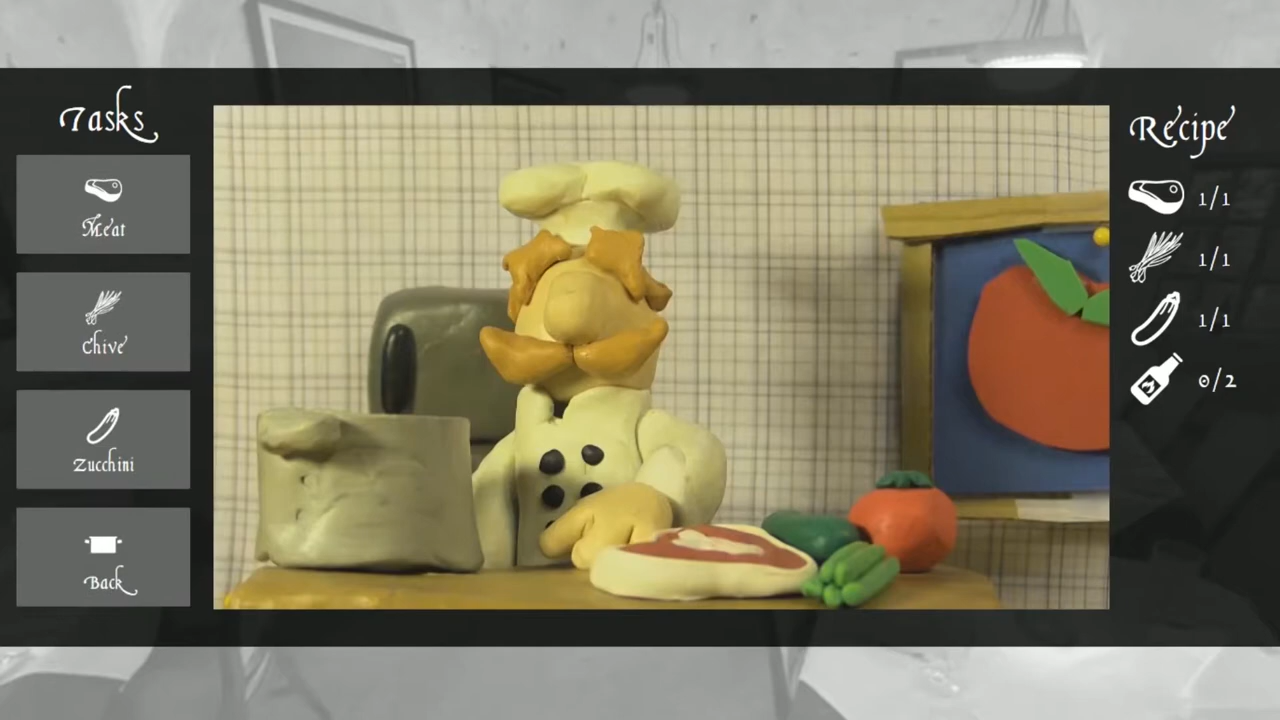 Tasks
Meat
Chive
Zucchini
Back
Recipe
1/1
1/1
1/1
0/2